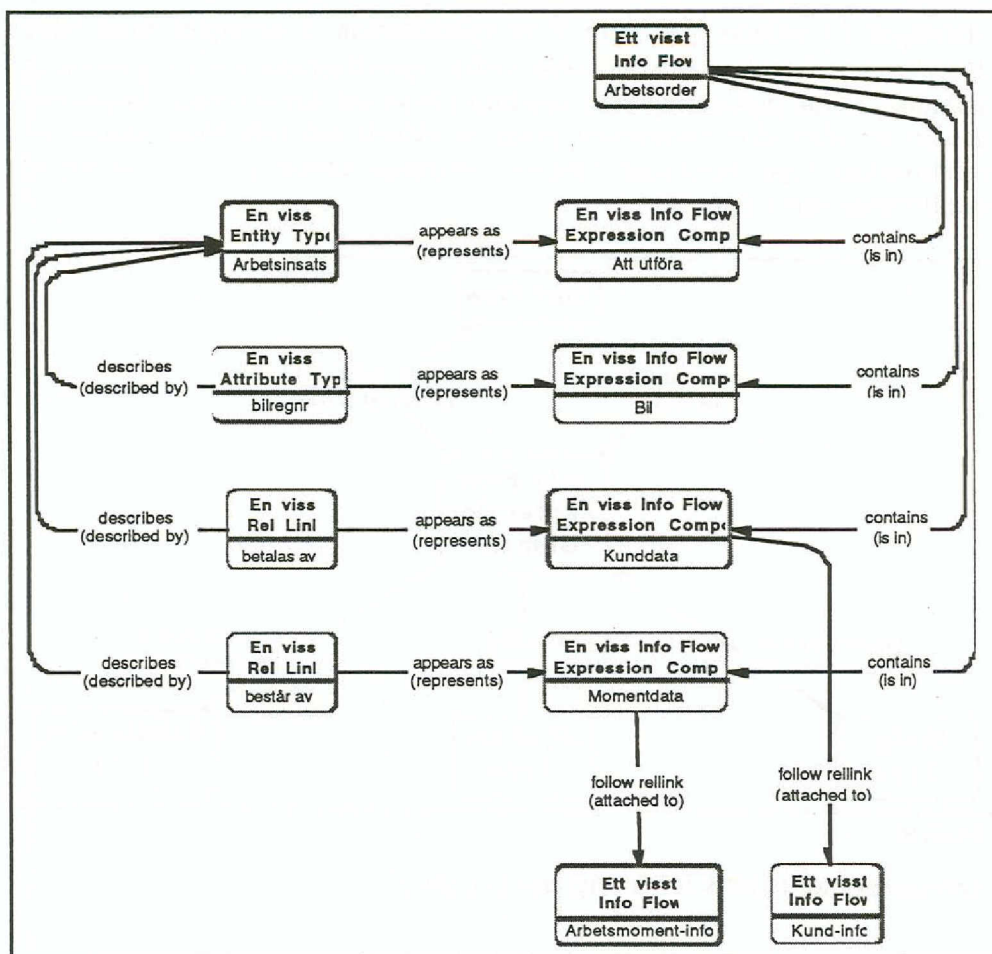 Ett visst
Info Flow
Arbetsorder
En viss
Entity Type
Arbetsinsats
appears as
(represents)
En viss Info Flow
Expression Comp
Att utföra
contains
(is in)
describes
(described by)
En viss
Attribute Typ
bilregnr
appears as
(represents)
En viss Info Flow
Expression Comp
Bil
contains
(is in)
describes
(described by)
En viss
Rel Linl
betalas av
appears as
(represents)
En viss Info Flow
Expression Comp
Kunddata
contains
(is in)
describes
(described by)
En viss
Rel Linl
består av
appears as
(represents)
En viss Info Flow
Expression Comp
Momentdata
contains
(is in)
follow rellink
(attached to)
follow rellink
(attached to)
Ett visst
Info Flow
Arbetsmoment-info
Ett visst
Info Flow
Kund-info